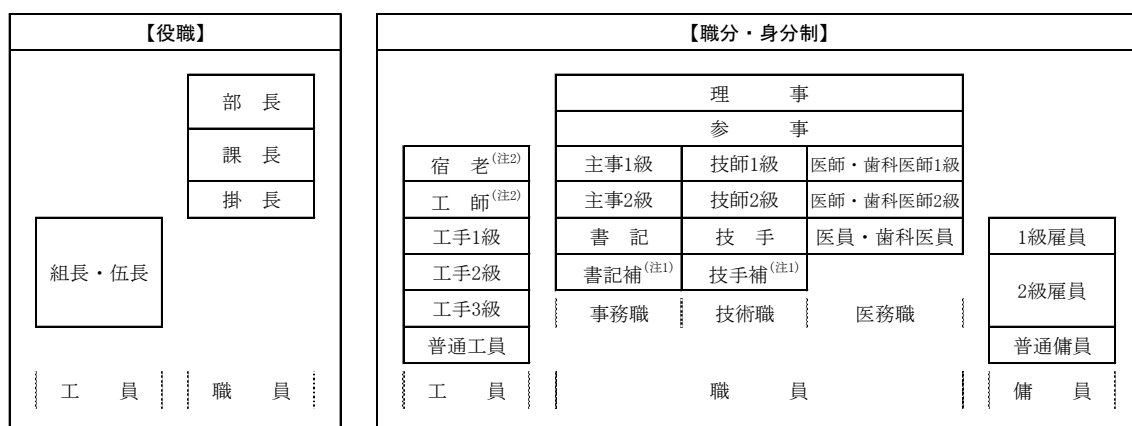 【役職】 【職分・身分制】
理　　事
部　長
参　　事
課　長
宿　老(注2) 主事1級 技師1級 医師・歯科医師1級
掛　長
工　師(注2) 主事2級 技師2級 医師・歯科医師2級
工手1級 書　記 技　手 医員・歯科医員 1級雇員
組長・伍長 工手2級 書記補(注1) 技手補(注1)
2級雇員
工手3級 事務職 技術職 医務職
普通工員 普通傭員
工　員 職　員 工　員 職　員 傭　員